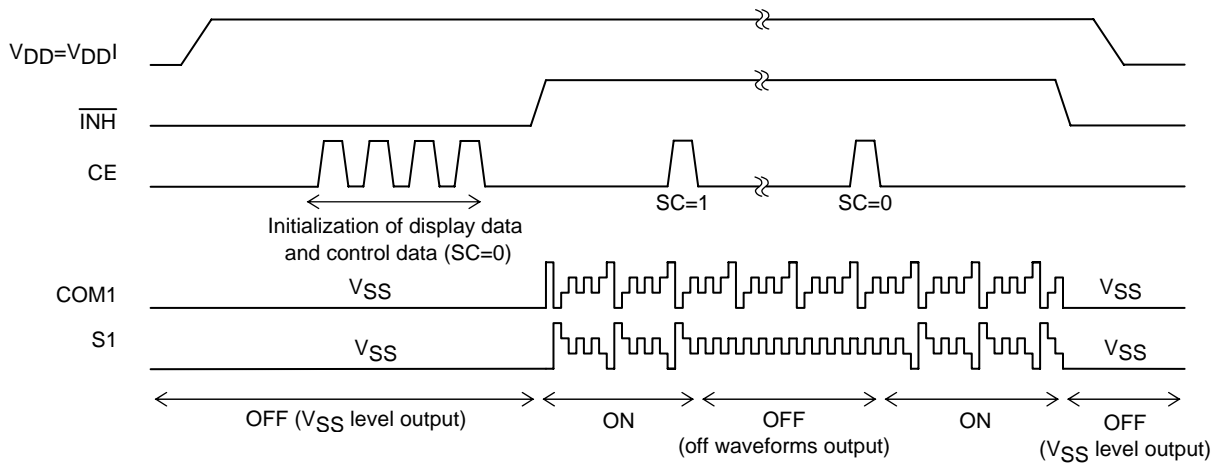 VDD=VDDI
INH
CE
SC=1
SC=0
Initialization of display data
and control data (SC=0)
COM1
VSS
VSS
S1
VSS
VSS
OFF (VSS level output)
ON
OFF
(off waveforms output)
ON
OFF
(VSS level output)